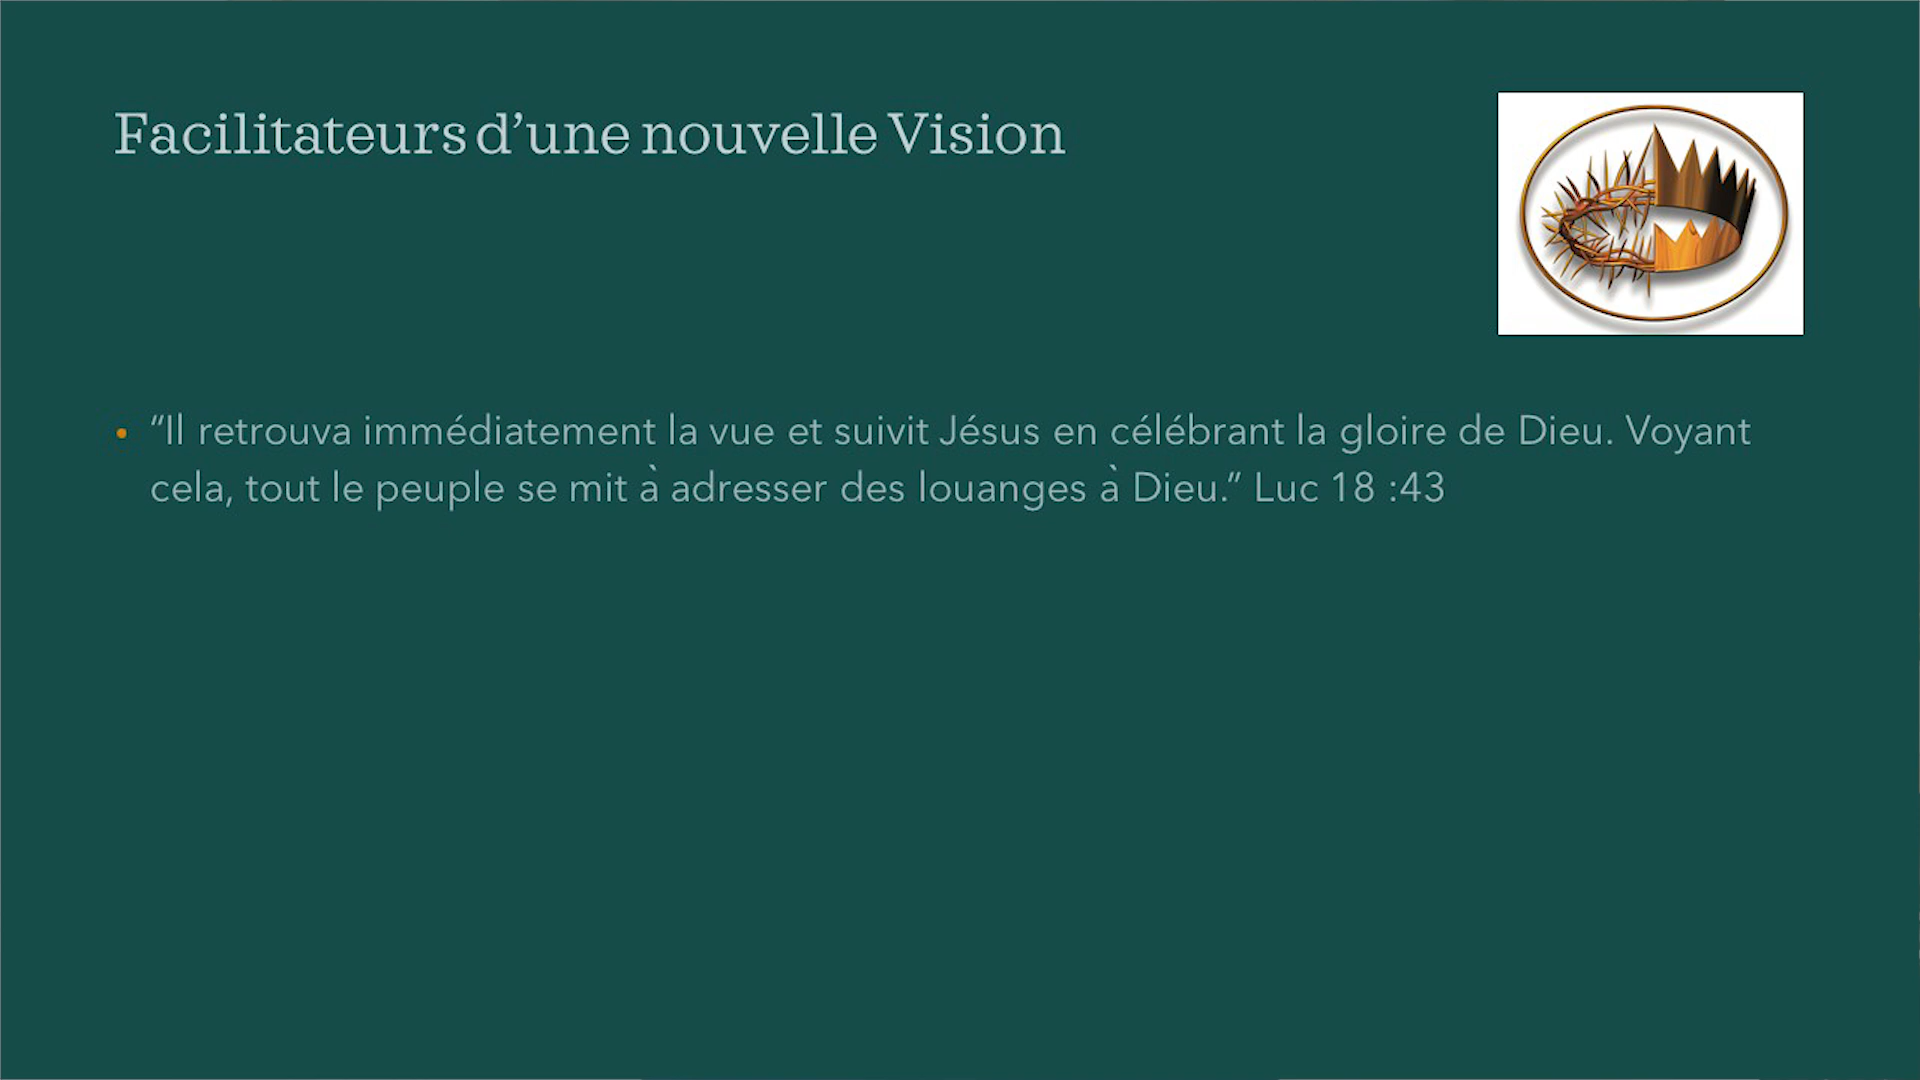 Facilitateurs d’une nouvelle Vision
• “Il retrouva immédiatement la vue et suivit Jésus en célébrant la gloire de Dieu. Voyant
cela, tout le peuple se mit à adresser des louanges à Dieu.” Luc 18 :43